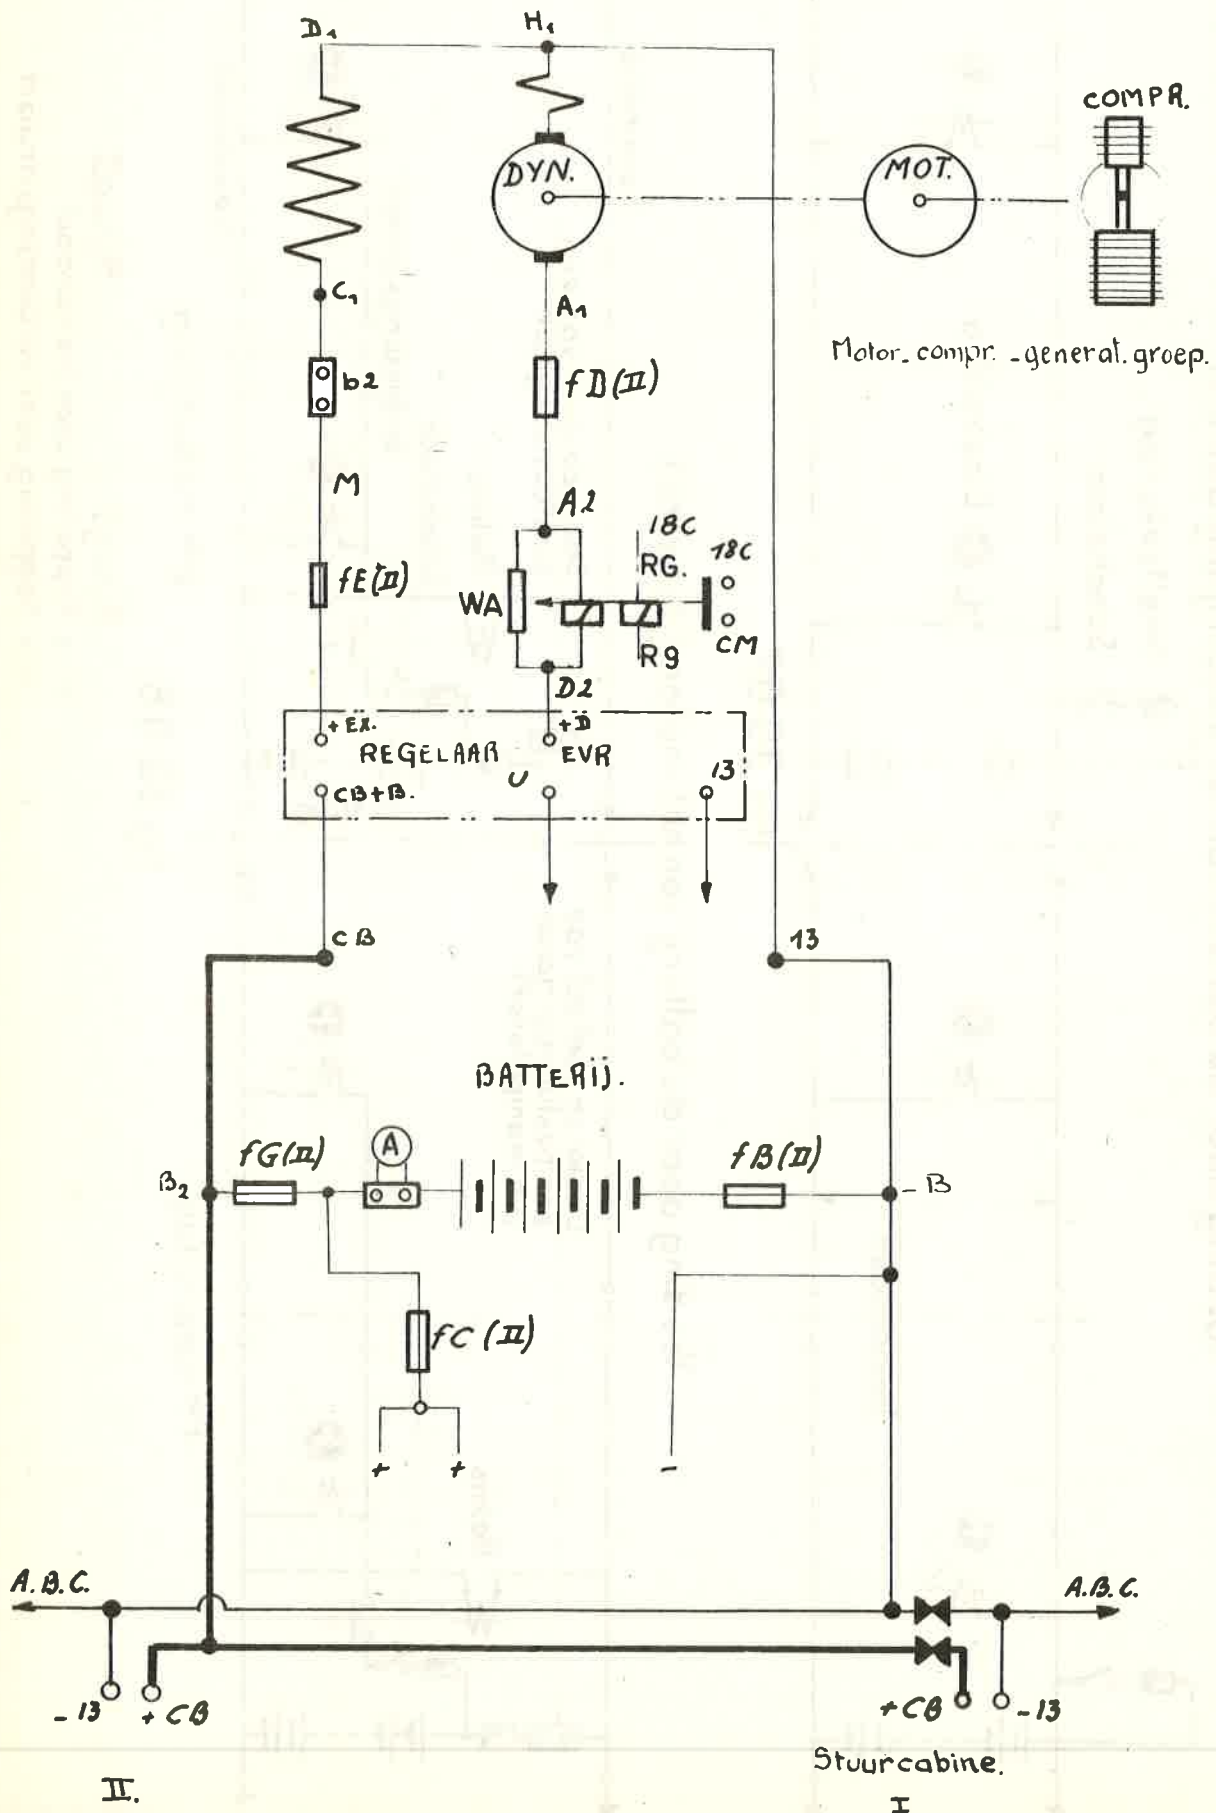 D₁
H₁
COMPR.
DYN.
MOT.
C₁
A₁
Motor. compr. - generat. groep.
b2
fD(II)
M
A2
18C
18C
fE(II)
RG.
WA
CM
R9
D2
+ EX.
+D
REGELAAR
EVR
U
13
CB+B.
CB
13
BATTERIJ.
fG(II)
A
fB(II)
B₂
- B
fC (II)
+
+
-
A.B.C.
A.B.C.
- 13
+ CB
+ CB
- 13
Stuurcabine.
II.
I